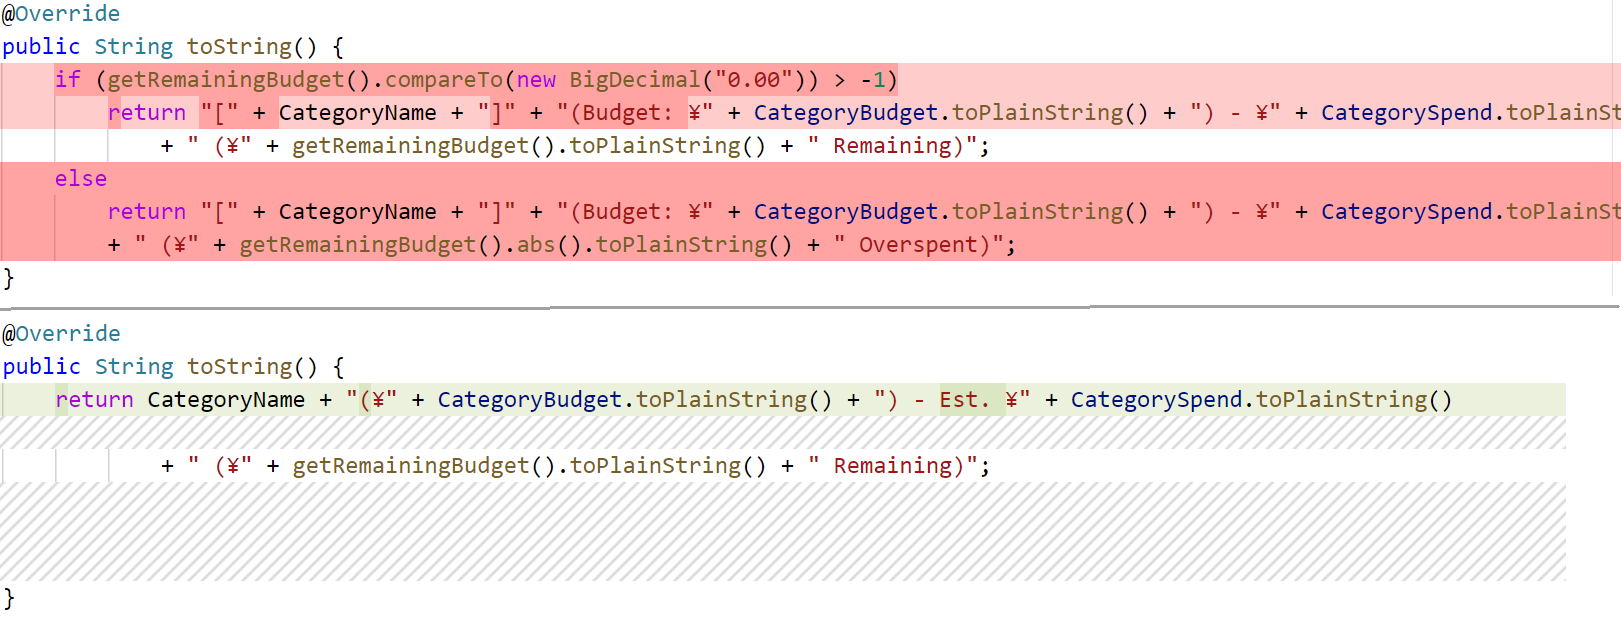 @Override
public String toString() {
if (getRemainingBudget().compareTo(new BigDecimal("0.00")) > -1)
return "[" + CategoryName + "]" + "(Budget: ¥" + CategoryBudget.toPlainString() + ") - ¥" + CategorySpend.toPlainSt
+ " (¥" + getRemainingBudget().toPlainString() + " Remaining)";
else
return "[" + CategoryName + "]" + "(Budget: ¥" + CategoryBudget.toPlainString() + ") - ¥" + CategorySpend.toPlainSt
+ " (¥" + getRemainingBudget().abs().toPlainString() + " Overspent)";
}
@Override
public String toString() {
return CategoryName + "(¥" + CategoryBudget.toPlainString() + ") - Est. ¥" + CategorySpend.toPlainString()
+ " (¥" + getRemainingBudget().toPlainString() + " Remaining)";
}